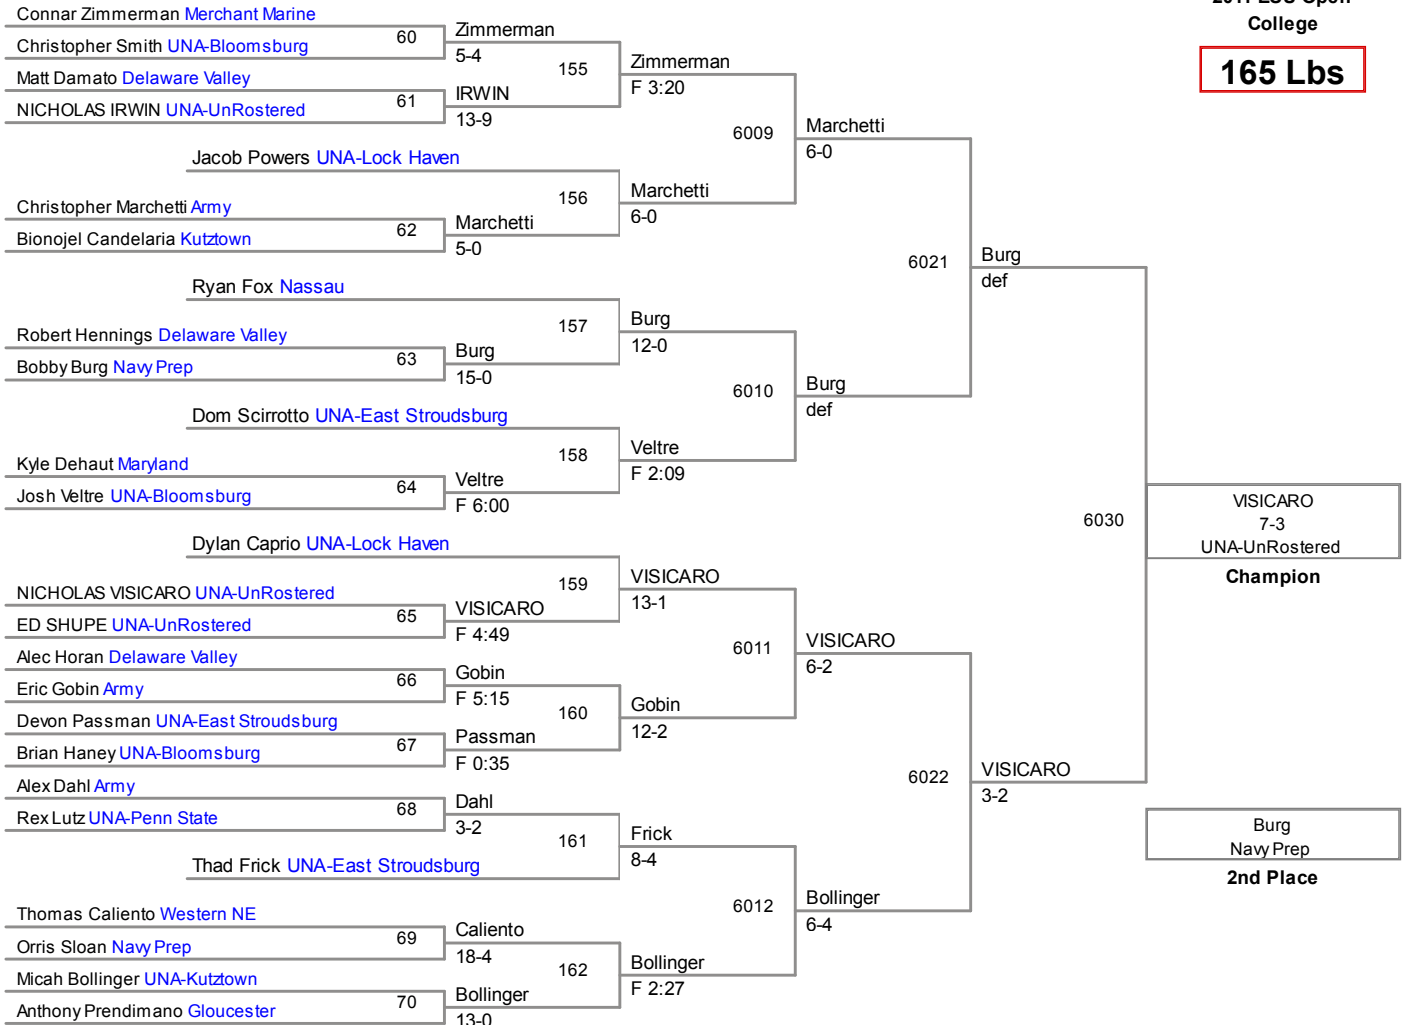 2011 ESU Open
College
165 Lbs
Connar Zimmerman Merchant Marine
60
Christopher Smith UNA-Bloomsburg
Zimmerman
5-4
155
Matt Damato Delaware Valley
61
NICHOLAS IRWIN UNA-UnRostered
IRWIN
13-9
Zimmerman
F 3:20
6009
Jacob Powers UNA-Lock Haven
156
Christopher Marchetti Army
62
Bionojel Candelaria Kutztown
Marchetti
5-0
Marchetti
6-0
Marchetti
6-0
6021
Ryan Fox Nassau
157
Robert Hennings Delaware Valley
63
Bobby Burg Navy Prep
Burg
15-0
Burg
12-0
6010
Dom Scirrotto UNA-East Stroudsburg
158
Kyle Dehaut Maryland
64
Josh Veltre UNA-Bloomsburg
Veltre
F 6:00
Veltre
F 2:09
Burg
def
Burg
def
6030
Dylan Caprio UNA-Lock Haven
159
NICHOLAS VISICARO UNA-UnRostered
65
ED SHUPE UNA-UnRostered
VISICARO
F 4:49
VISICARO
13-1
6011
Alec Horan Delaware Valley
66
Eric Gobin Army
Gobin
F 5:15
160
Devon Passman UNA-East Stroudsburg
67
Brian Haney UNA-Bloomsburg
Passman
F 0:35
Gobin
12-2
VISICARO
6-2
6022
Alex Dahl Army
68
Rex Lutz UNA-Penn State
Dahl
3-2
161
Thad Frick UNA-East Stroudsburg
Frick
8-4
6012
Thomas Caliento Western NE
69
Orris Sloan Navy Prep
Caliento
18-4
162
Micah Bollinger UNA-Kutztown
70
Anthony Prendimano Gloucester
Bollinger
13-0
Bollinger
F 2:27
Bollinger
6-4
VISICARO
3-2
VISICARO
7-3
UNA-UnRostered
Champion
Burg
Navy Prep
2nd Place